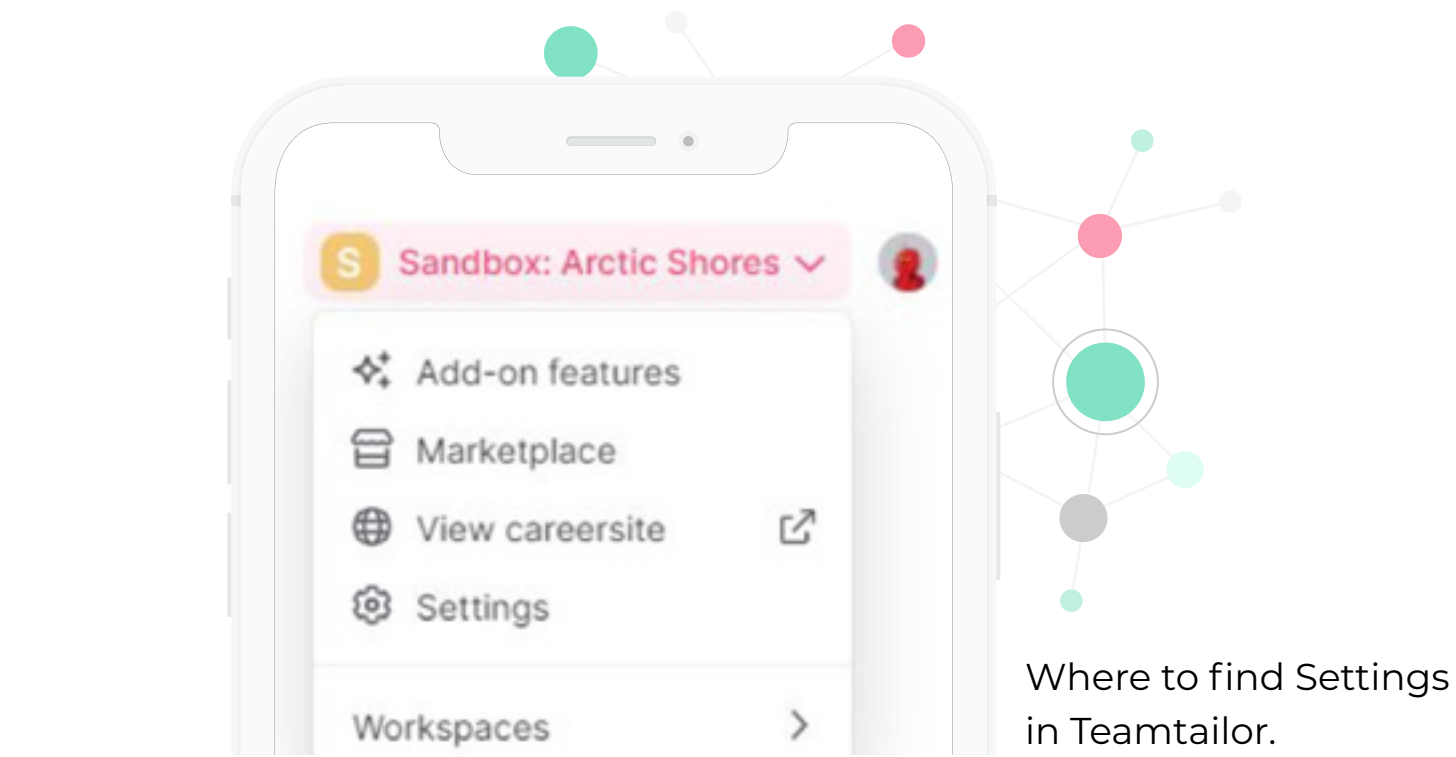 S Sandbox: Arctic Shores
Add-on features
Marketplace
View careersite
Settings
Workspaces
Where to find Settings
in Teamtailor.